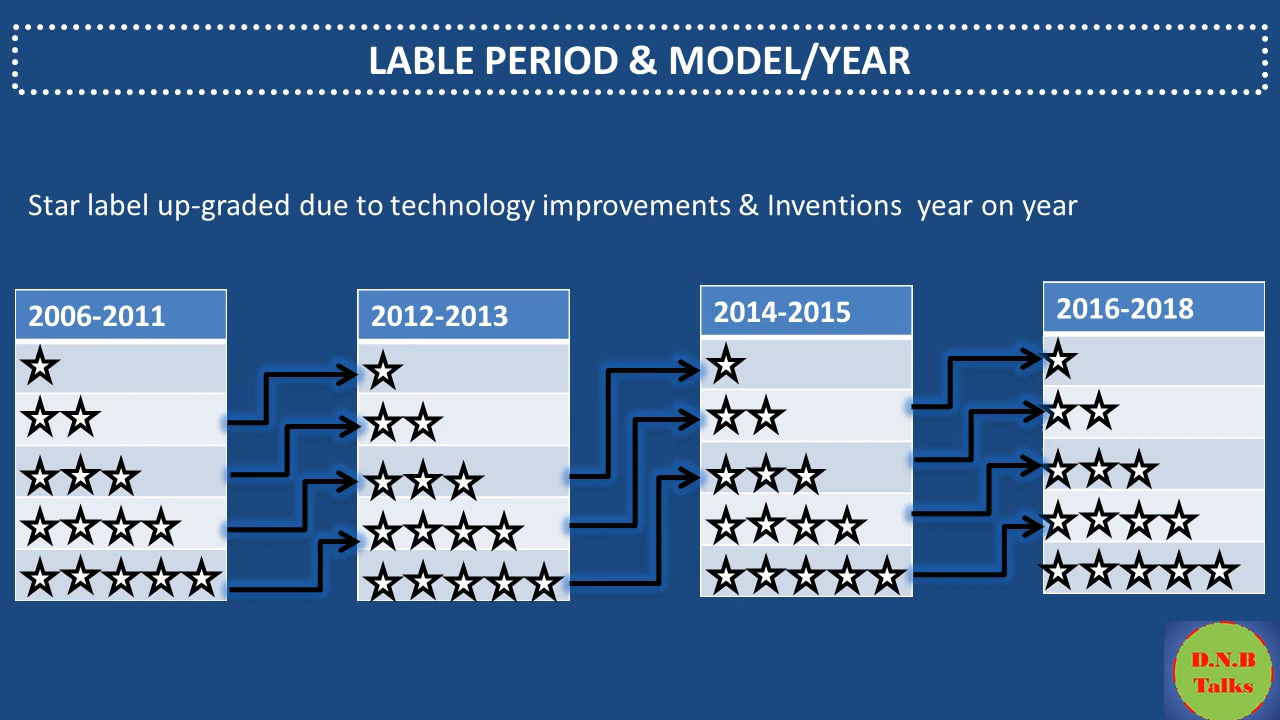 LABLE PERIOD & MODEL/YEAR
Star label up-graded due to technology improvements & Inventions  year on year
2006-2011
2012-2013
2014-2015
2016-2018
D.N.B
Talks